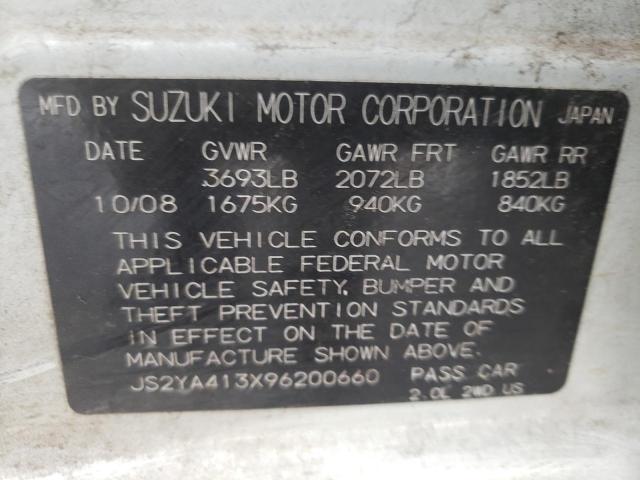 MFD BY SUZUKI MOTOR CORPORATION JAPAN
DATE GVWR GAWR FRT GAWR RR
3693LB 2072LB 1852LB
10/08 1675KG 940KG 840KG
THIS VEHICLE CONFORMS TO ALL
APPLICABLE FEDERAL MOTOR
VEHICLE SAFETY, BUMPER AND
THEFT PREVENTION STANDARDS
IN EFFECT ON THE DATE OF
MANUFACTURE SHOWN ABOVE.
JS2YA413X96200660 PASS CAR
2.0L 2WD US